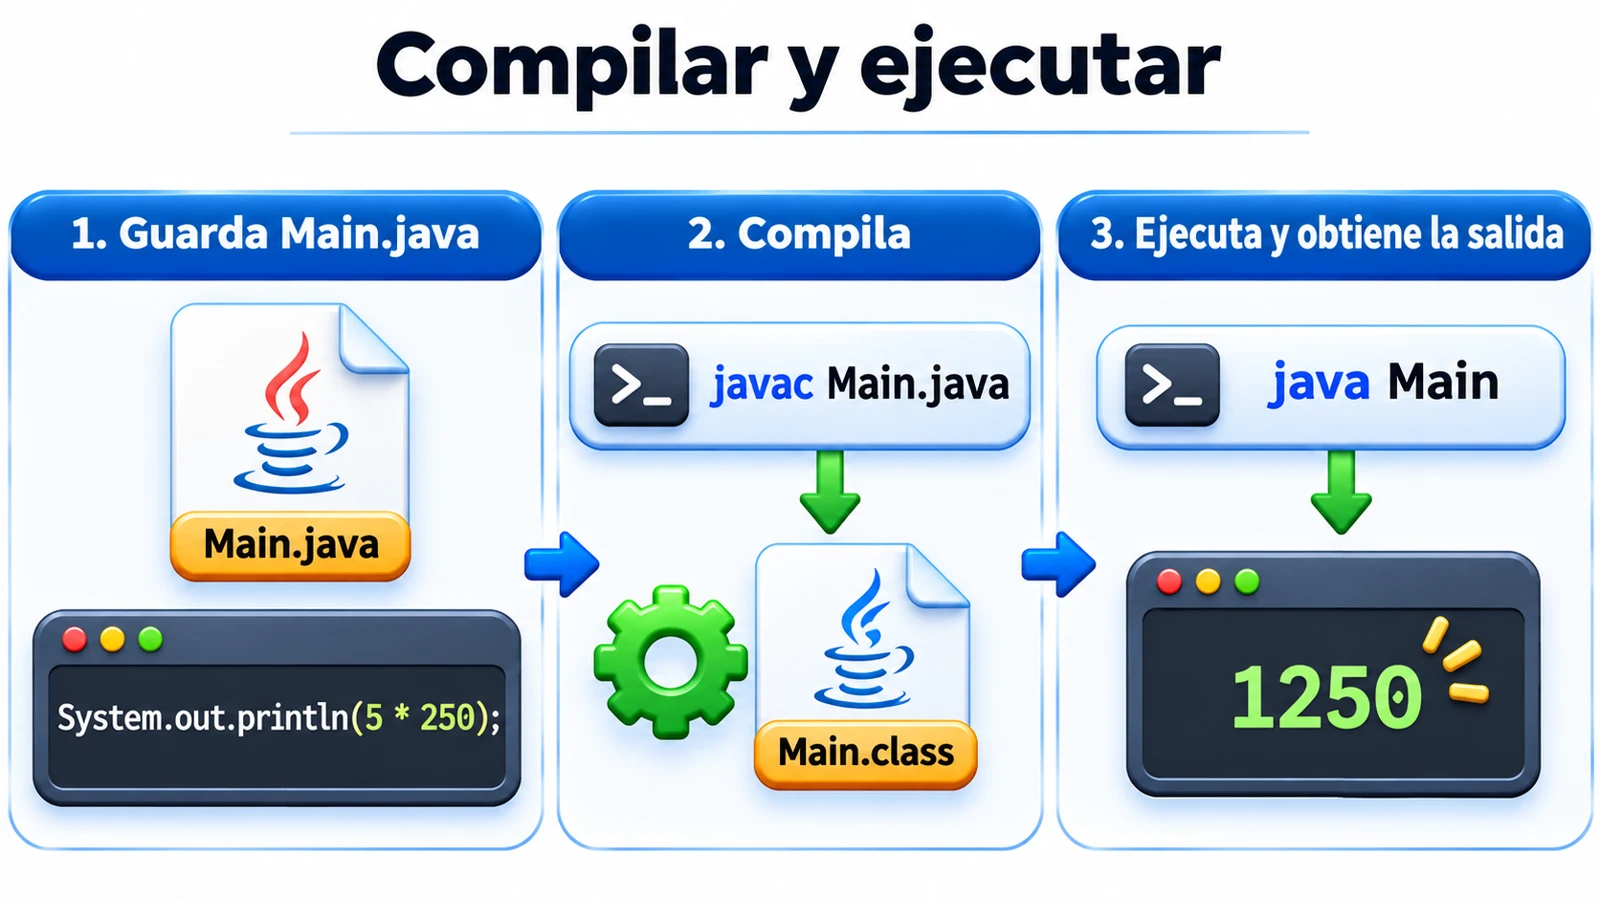 Compilar y ejecutar
1. Guarda Main.java
Main.java
System.out.println(5 * 250);
2. Compila
>_ javac Main.java
Main.class
3. Ejecuta y obtiene la salida
>_ java Main
1250